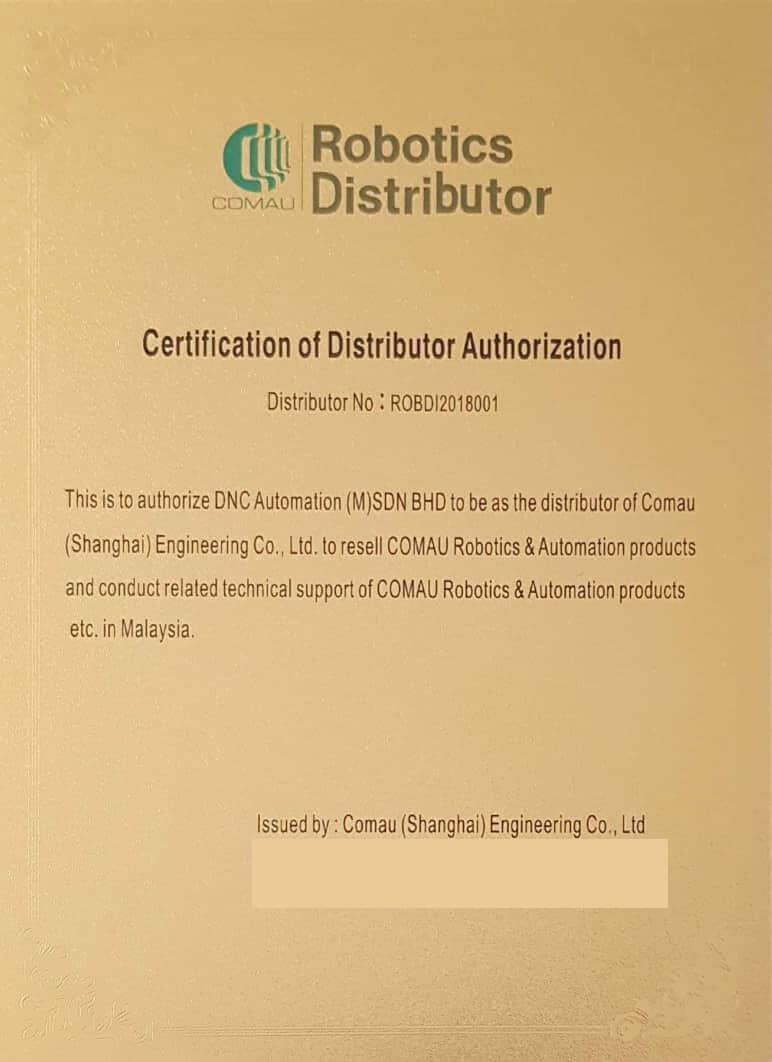 COMAU
Robotics
Distributor
Certification of Distributor Authorization
Distributor No：ROBDI2018001
This is to authorize DNC Automation (M)SDN BHD to be as the distributor of Comau
(Shanghai) Engineering Co., Ltd. to resell COMAU Robotics & Automation products
and conduct related technical support of COMAU Robotics & Automation products
etc. in Malaysia.
Issued by : Comau (Shanghai) Engineering Co., Ltd